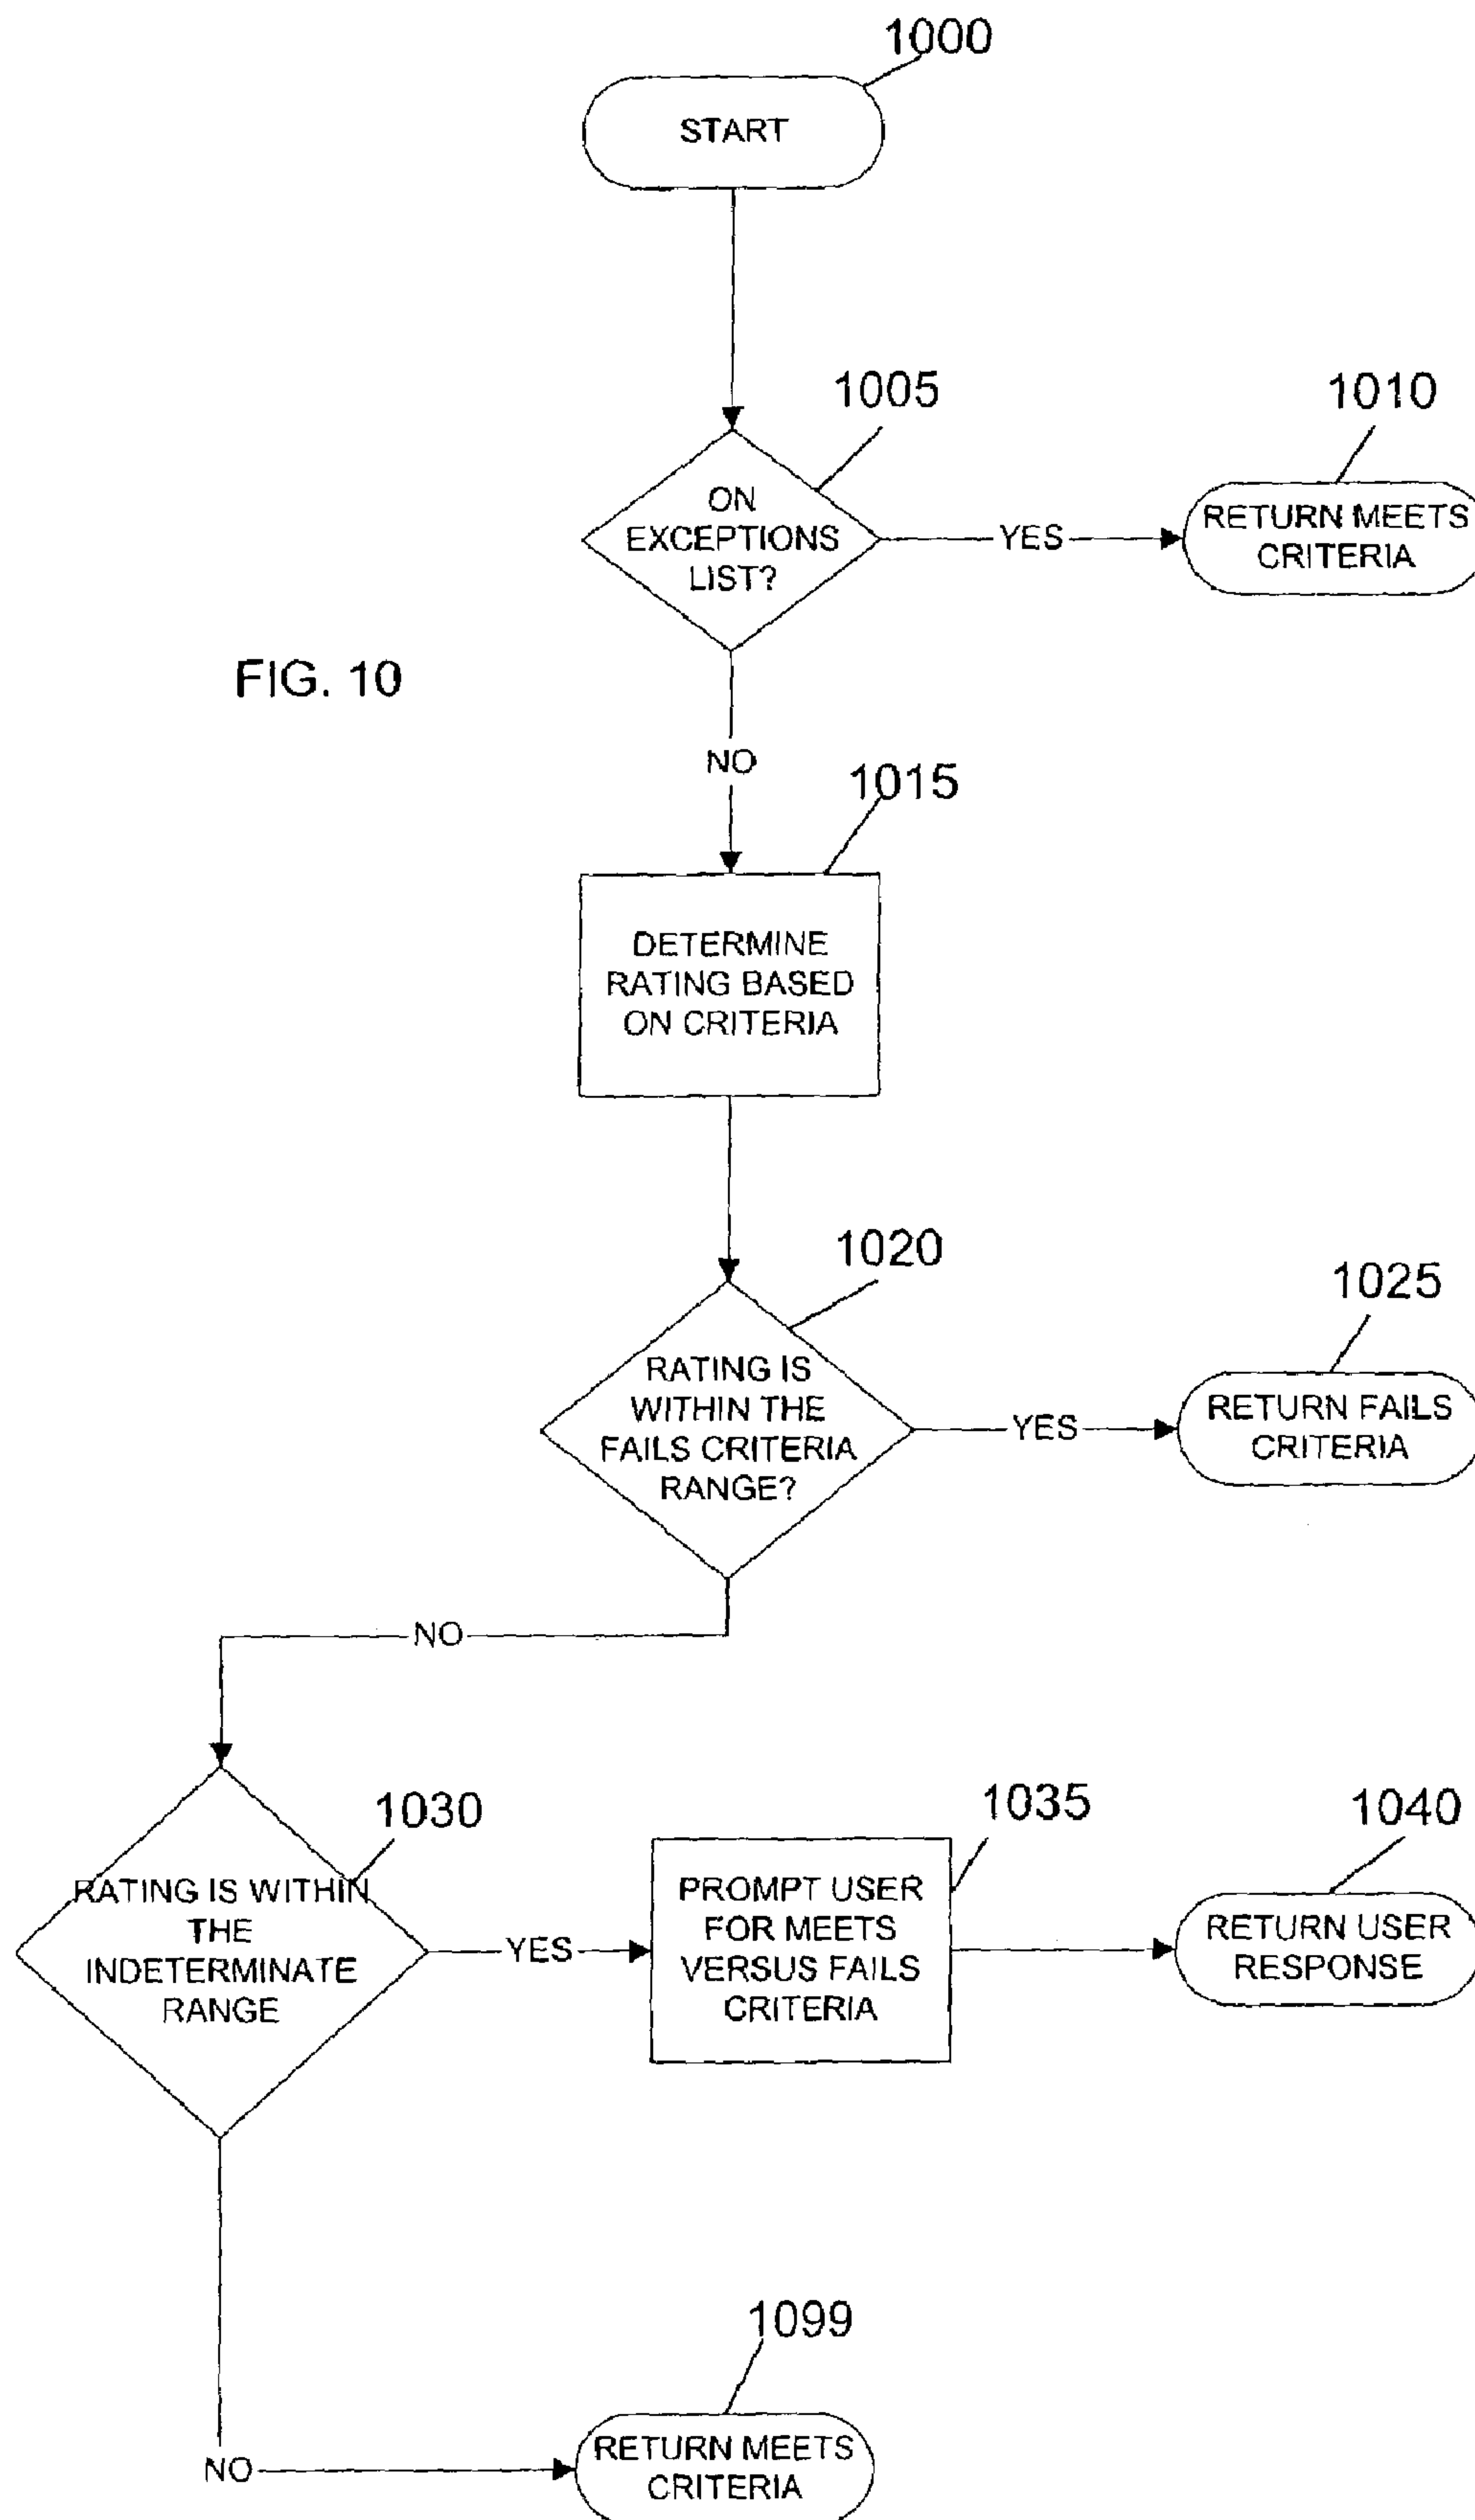 1000
START
1005
1010
ON
EXCEPTIONS
LIST?
YES
RETURN MEETS
CRITERIA
FIG. 10
NO
1015
DETERMINE
RATING BASED
ON CRITERIA
1020
1025
RATING IS
WITHIN THE
FAILS CRITERIA
RANGE?
YES
RETURN FAILS
CRITERIA
NO
1030
1035
1040
RATING IS WITHIN
THE
INDETERMINATE
RANGE
YES
PROMPT USER
FOR MEETS
VERSUS FAILS
CRITERIA
RETURN USER
RESPONSE
1099
NO
RETURN MEETS
CRITERIA